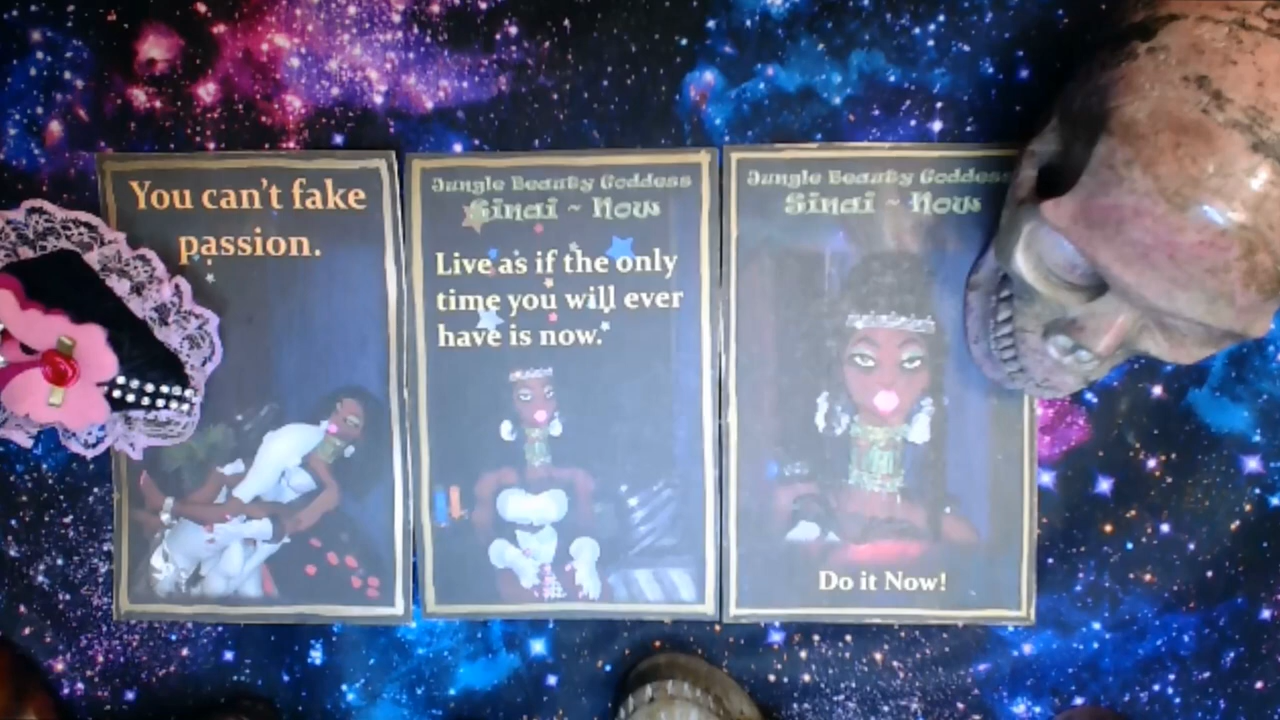 You can't fake
passion.
Jungle Beauty Goddess
Sinai ~ Now
Live as if the only
time you will ever
have is now.
Jungle Beauty Goddess
Sinai ~ Now
Do it Now!